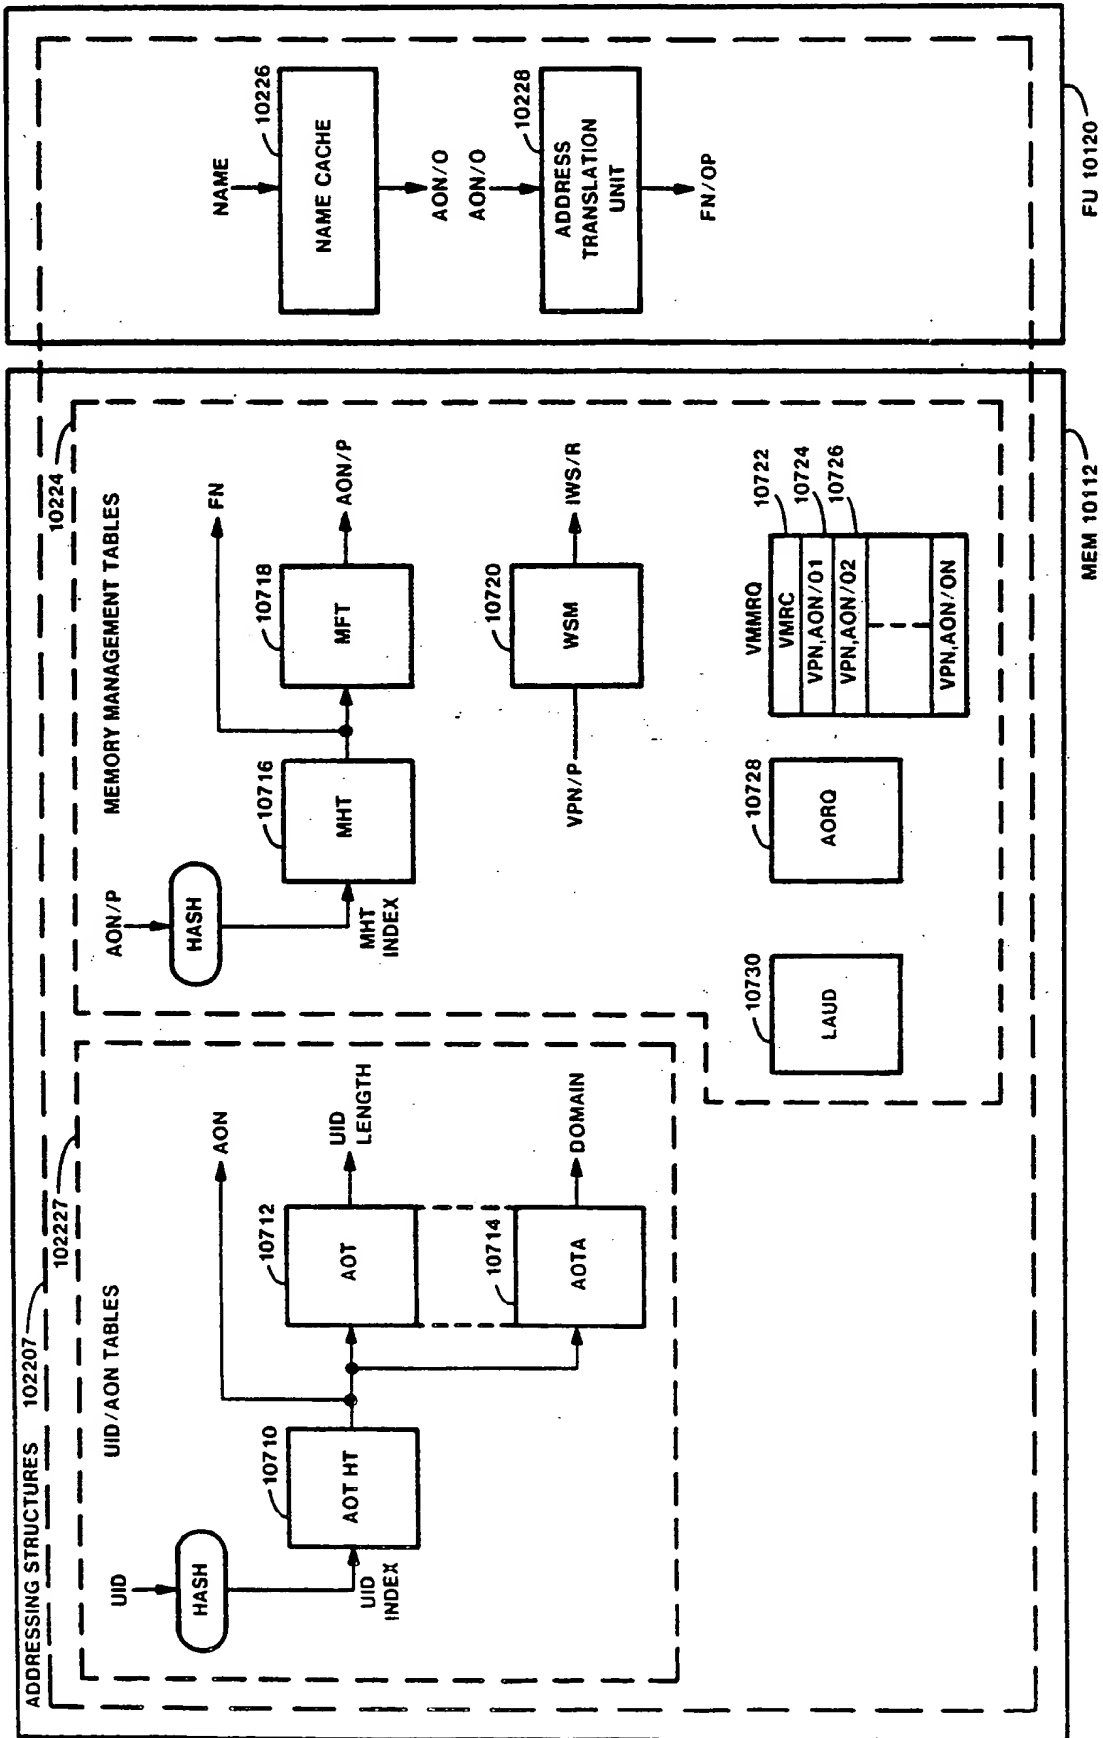 ADDRESSING STRUCTURES 102207
102227
UID/AON TABLES
UID
HASH
UID
INDEX
10710
AOT HT
AON
10712
AOT
UID
LENGTH
10714
AOTA
DOMAIN
10224
MEMORY MANAGEMENT TABLES
AON/P
HASH
MHT
INDEX
10716
MHT
FN
10718
MFT
AON/P
VPN/P
10720
WSM
IWS/R
10730
LAUD
10728
AORQ
VMMRQ
VMRC
10722
VPN,AON/01
10724
VPN,AON/02
10726
VPN,AON/ON
MEM 10112
NAME
10226
NAME CACHE
AON/O
AON/O
10228
ADDRESS
TRANSLATION
UNIT
FN/OP
FU 10120